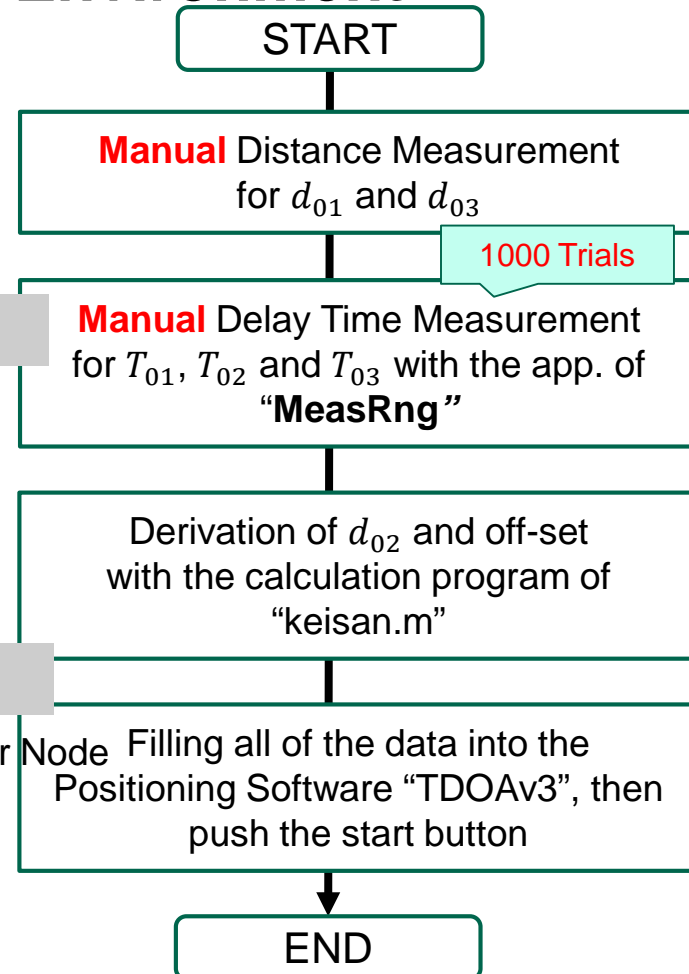 START
Manual Distance Measurement
for d₀₁ and d₀₃
1000 Trials
Manual Delay Time Measurement
for T₀₁, T₀₂ and T₀₃ with the app. of
“MeasRng”
Derivation of d₀₂ and off-set
with the calculation program of
“keisan.m”
r Node
Filling all of the data into the
Positioning Software “TDOAv3”, then
push the start button
END